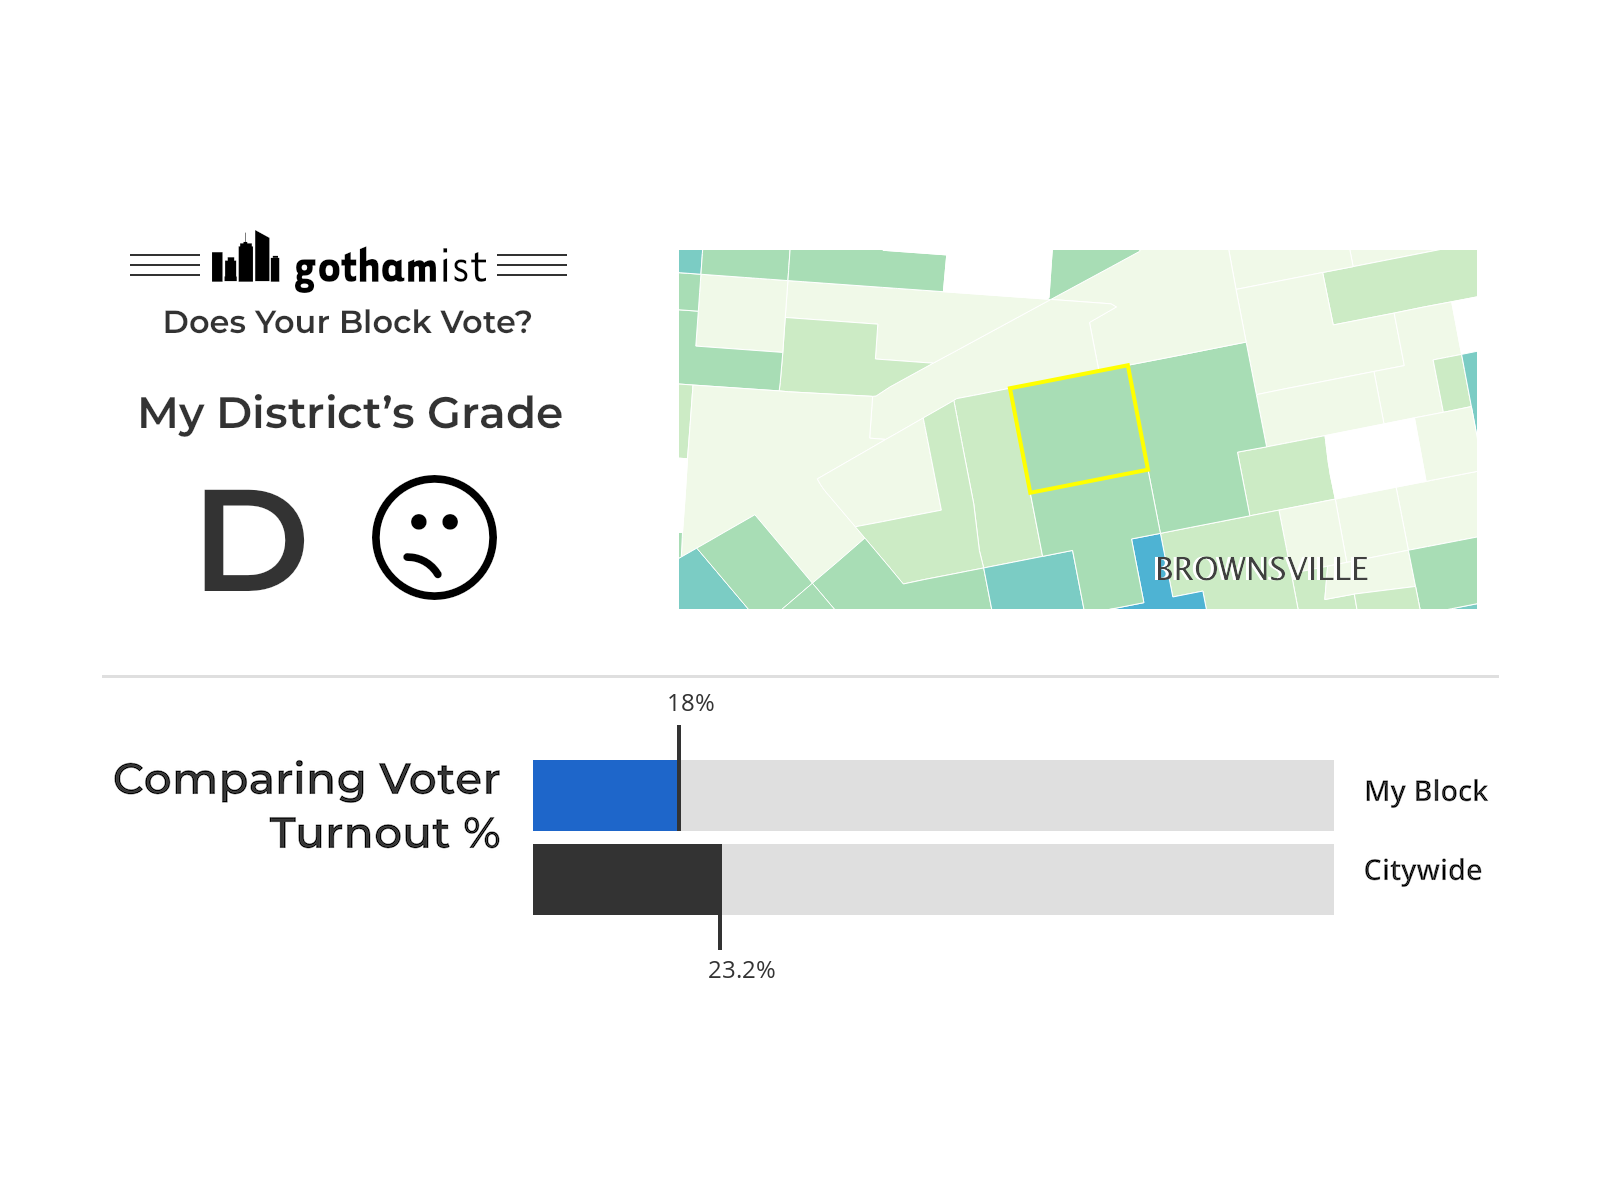 gothamist
Does Your Block Vote?
My District’s Grade
D
BROWNSVILLE
18%
Comparing Voter
Turnout %
My Block
Citywide
23.2%